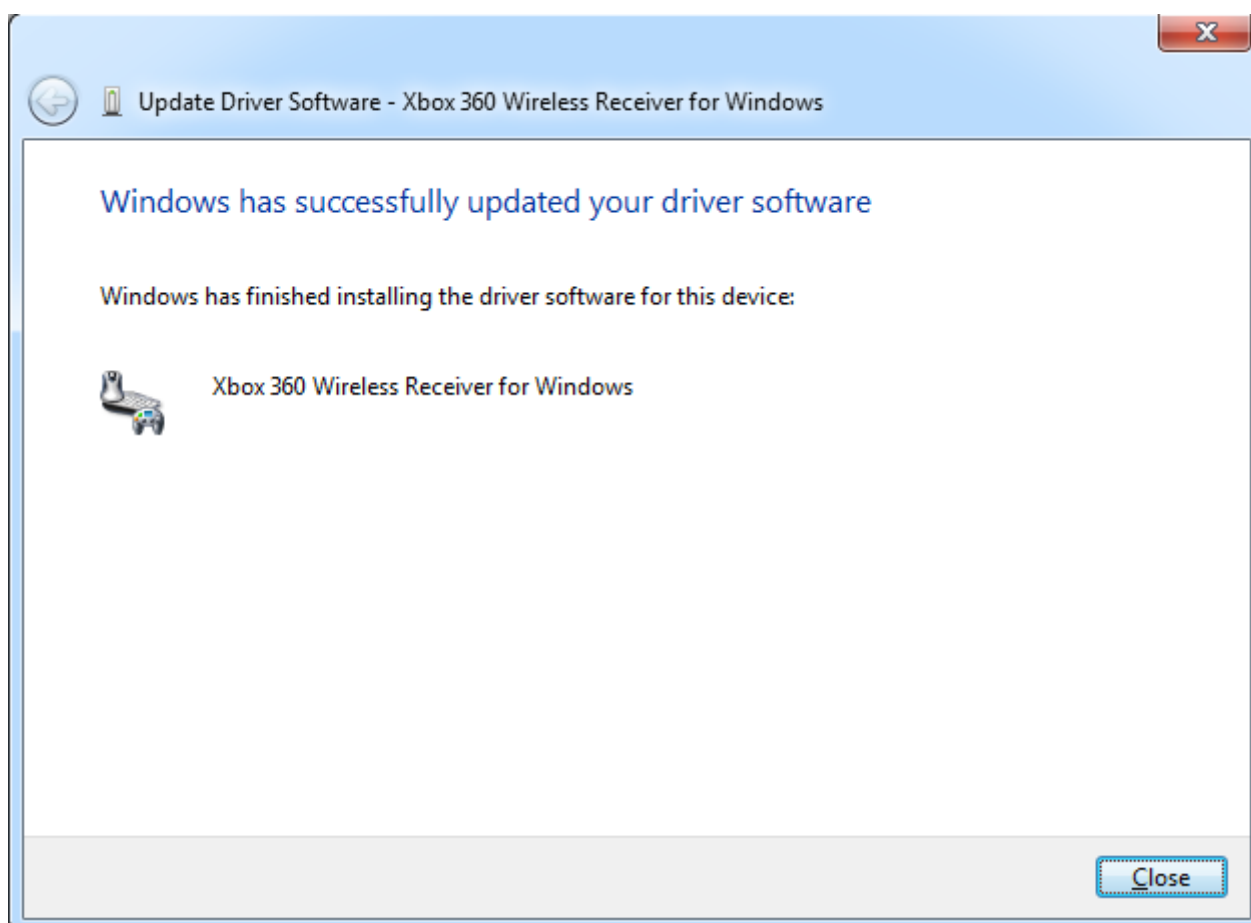 Update Driver Software - Xbox 360 Wireless Receiver for Windows
Windows has successfully updated your driver software
Windows has finished installing the driver software for this device:
Xbox 360 Wireless Receiver for Windows
Close